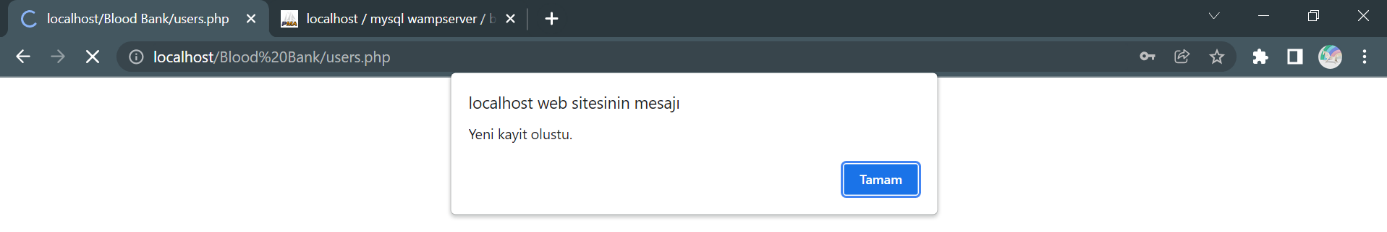 localhost/Blood Bank/users.php
localhost / mysql wampserver / b
localhost/Blood%20Bank/users.php
localhost web sitesinin mesajı
Yeni kayit olustu.
Tamam